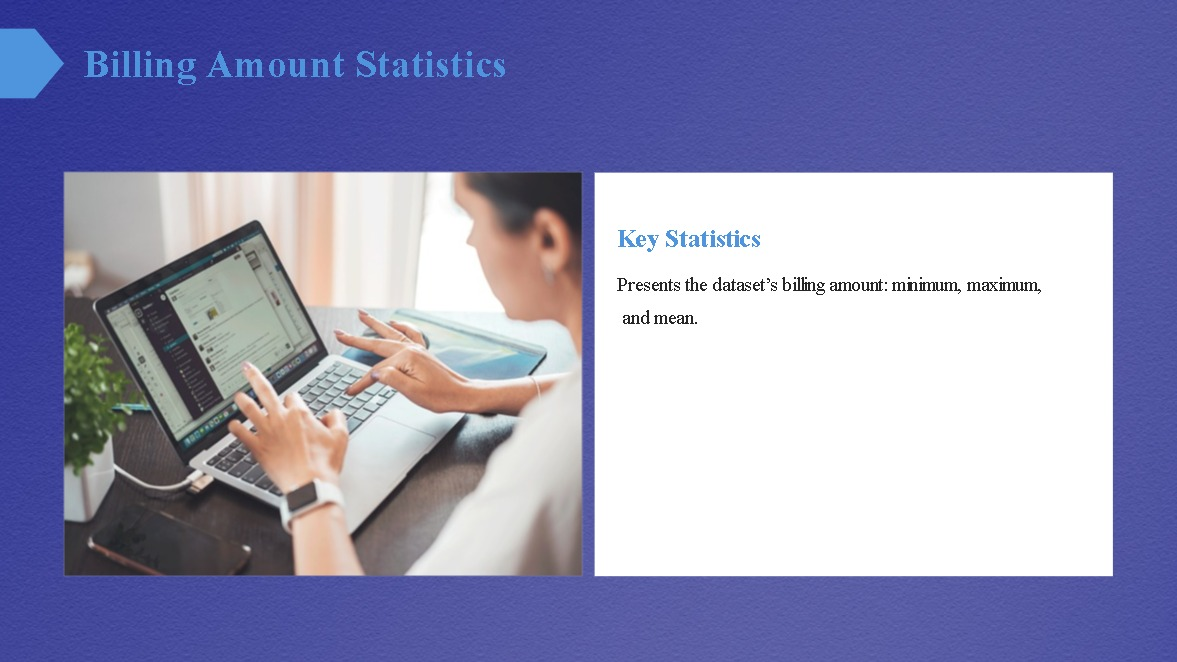 Billing Amount Statistics
Key Statistics
Presents the dataset’s billing amount: minimum, maximum,
and mean.